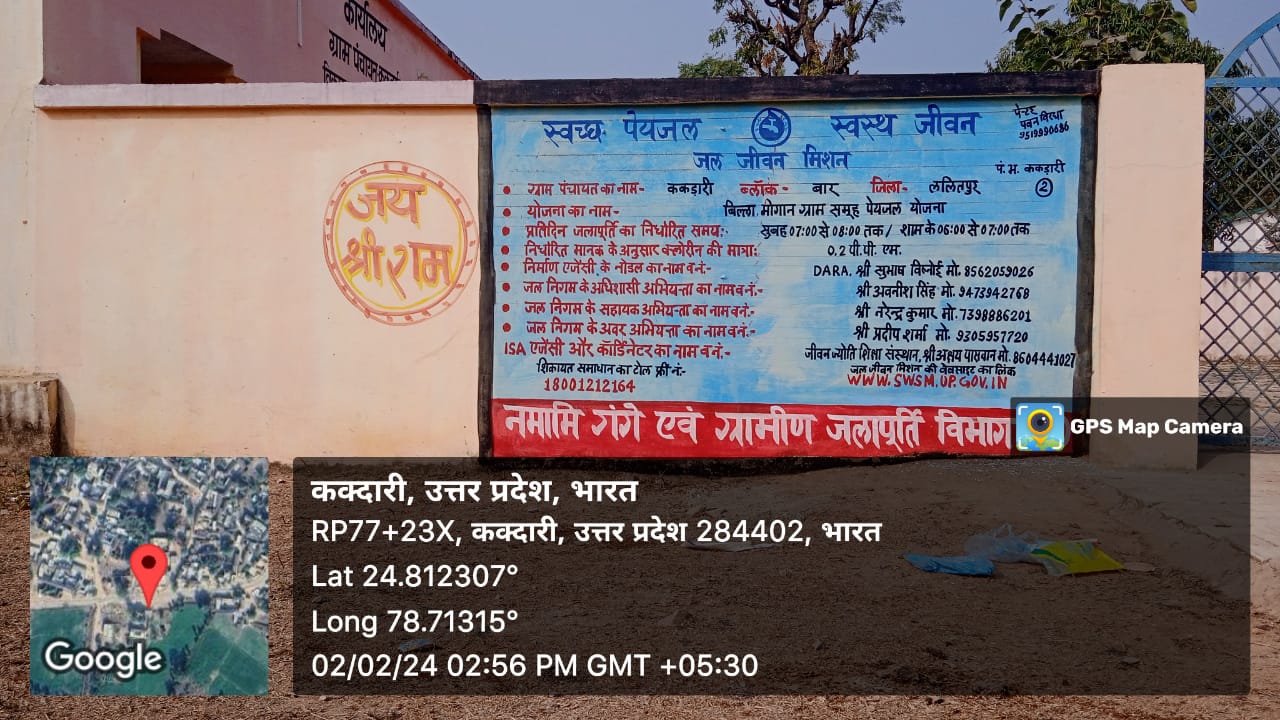 कार्यालय
ग्राम पंचायत
जय
श्री राम
स्वच्छ पेयजल स्वस्थ जीवन
पेन्टर
9519990686
जल जीवन मिशन
पं. भ. ककड़ारी
②
• ग्राम पंचायत का नाम- ककड़ारी ब्लॉक- बार जिला- ललितपुर
• योजना का नाम- बिल्ला मीगान ग्राम समूह पेयजल योजना
• प्रतिदिन जलापूर्ति का निर्धारित समय:- सुबह 07:00 से 08:00 तक / शाम के 06:00 से 07:00 तक
• निर्धारित मानक के अनुसार क्लोरीन की मात्रा: 0.2 पी. पी. एम.
• निर्माण एजेंसी के नोडल का नाम व नं:- DARA. श्री सुभाष विश्नोई मो. 8562059026
• जल निगम के अधिशासी अभियन्ता का नाम व नं:- श्री अवनीश सिंह मो. 9473942768
• जल निगम के सहायक अभियन्ता का नाम व नं:- श्री नरेन्द्र कुमार मो. 7398886201
• जल निगम के अवर अभियन्ता का नाम व नं:- श्री प्रदीप शर्मा मो. 9305957720
ISA एजेंसी और कॉर्डिनेटर का नाम व नं:- जीवन ज्योति शिक्षा संस्थान, श्री अक्षय पासवान मो. 8604441027
शिकायत समाधान का टोल फ्री नं- जल जीवन मिशन की वेबसाइट का लिंक
18001212164 WWW.SWSM.UP.GOV.IN
नमामि गंगे एवं ग्रामीण जलापूर्ति विभाग
GPS Map Camera
कक्दारी, उत्तर प्रदेश, भारत
RP77+23X, कक्दारी, उत्तर प्रदेश 284402, भारत
Lat 24.812307°
Long 78.71315°
02/02/24 02:56 PM GMT +05:30
Google